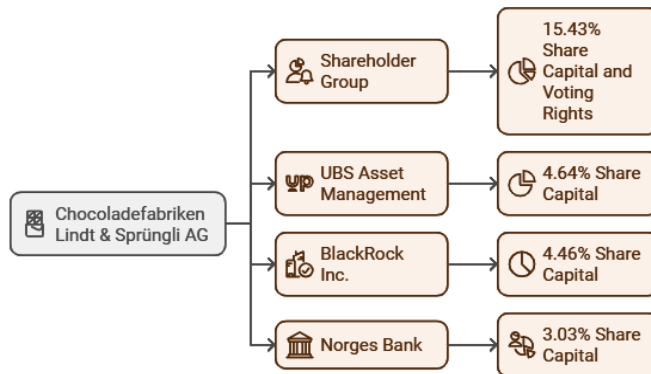 Chocoladefabriken
Lindt & Sprüngli AG
Shareholder
Group
15.43%
Share
Capital and
Voting
Rights
UBS Asset
Management
4.64% Share
Capital
BlackRock
Inc.
4.46% Share
Capital
Norges Bank
3.03% Share
Capital